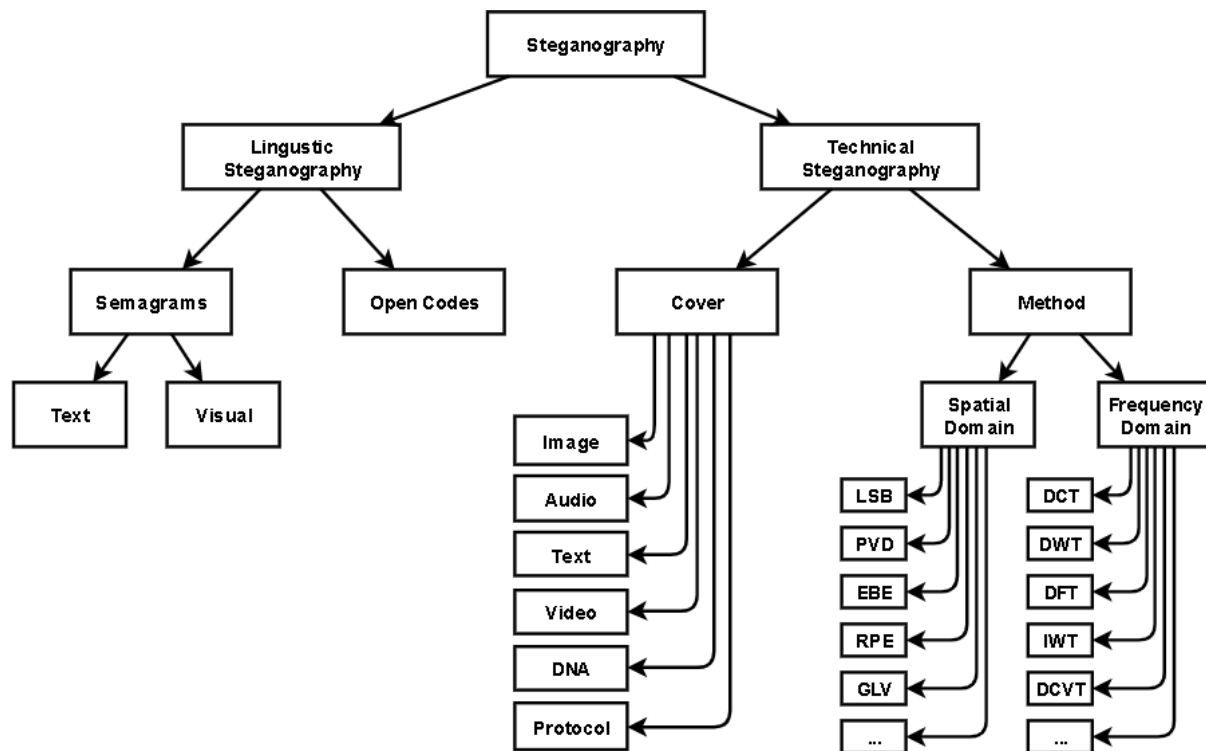 Steganography
Lingustic
Steganography
Technical
Steganography
Semagrams
Open Codes
Cover
Method
Text
Visual
Spatial
Domain
Frequency
Domain
Image
Audio
Text
Video
DNA
Protocol
LSB
PVD
EBE
RPE
GLV
...
DCT
DWT
DFT
IWT
DCVT
...